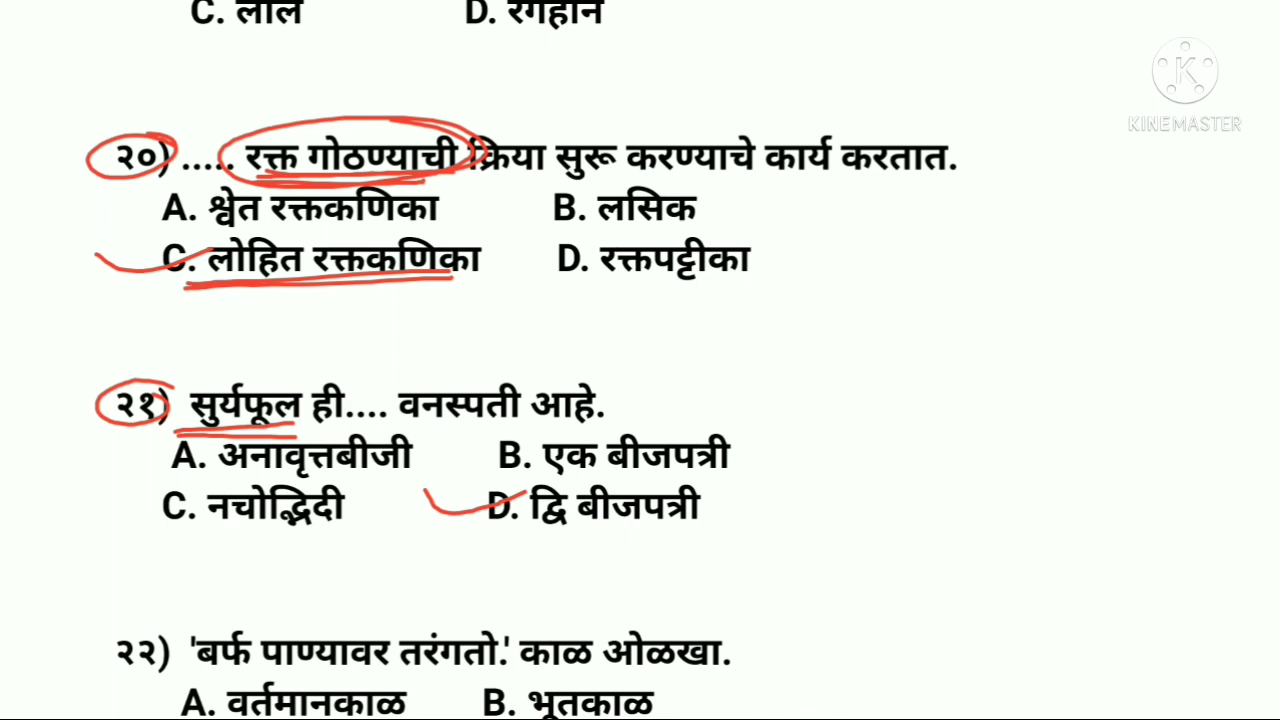 C. लाल D. रंगहीन
KINEMASTER
२०) ..... रक्त गोठण्याची क्रिया सुरू करण्याचे कार्य करतात.
A. श्वेत रक्तकणिका B. लसिक
C. लोहित रक्तकणिका D. रक्तपट्टीका
२१) सुर्यफूल ही.... वनस्पती आहे.
A. अनावृत्तबीजी B. एक बीजपत्री
C. नचोद्भिदी D. द्वि बीजपत्री
२२) 'बर्फ पाण्यावर तरंगतो.' काळ ओळखा.
A. वर्तमानकाळ B. भूतकाळ